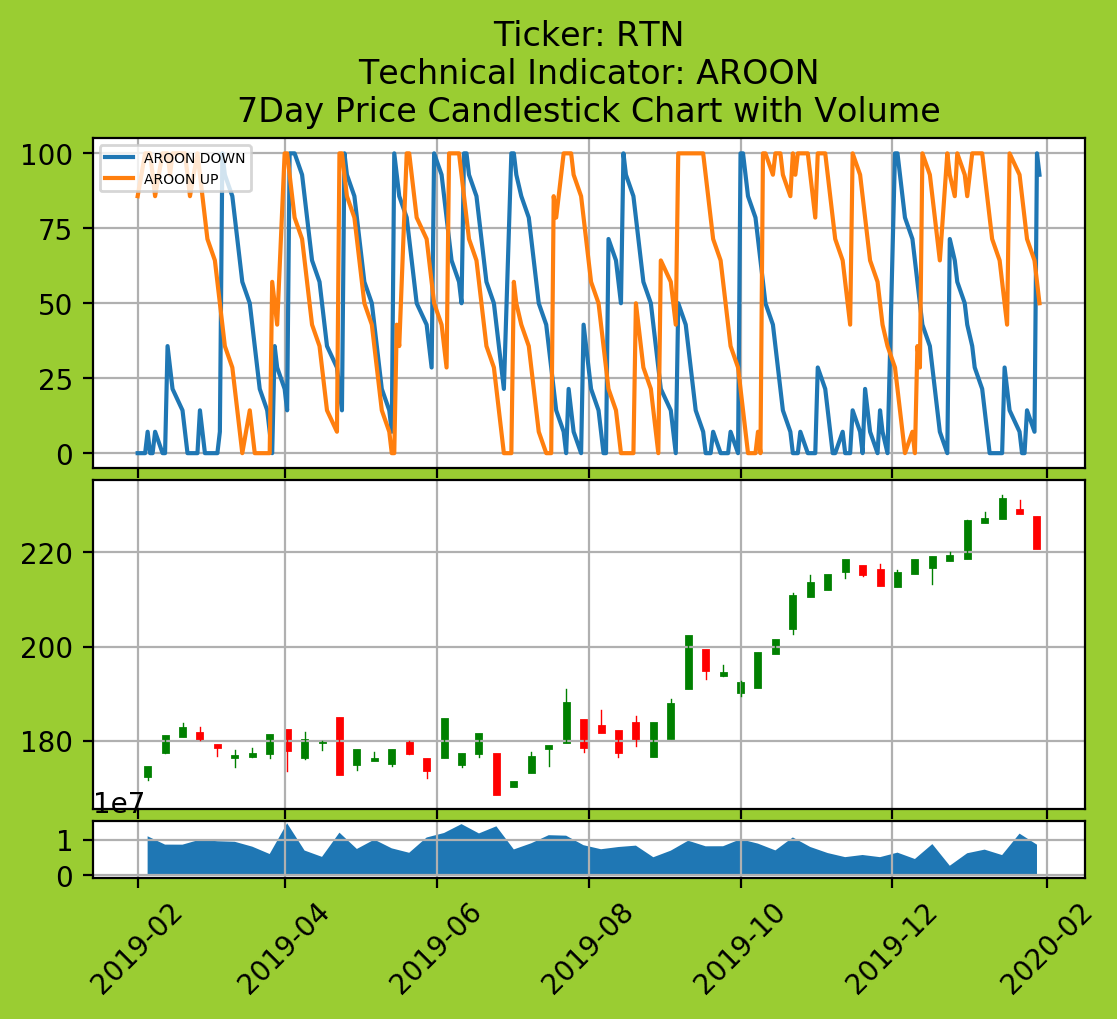 Ticker: RTN
Technical Indicator: AROON
7Day Price Candlestick Chart with Volume
100
75
50
25
0
AROON DOWN
AROON UP
220
200
180
1e7
1
0
2019-02
2019-04
2019-06
2019-08
2019-10
2019-12
2020-02